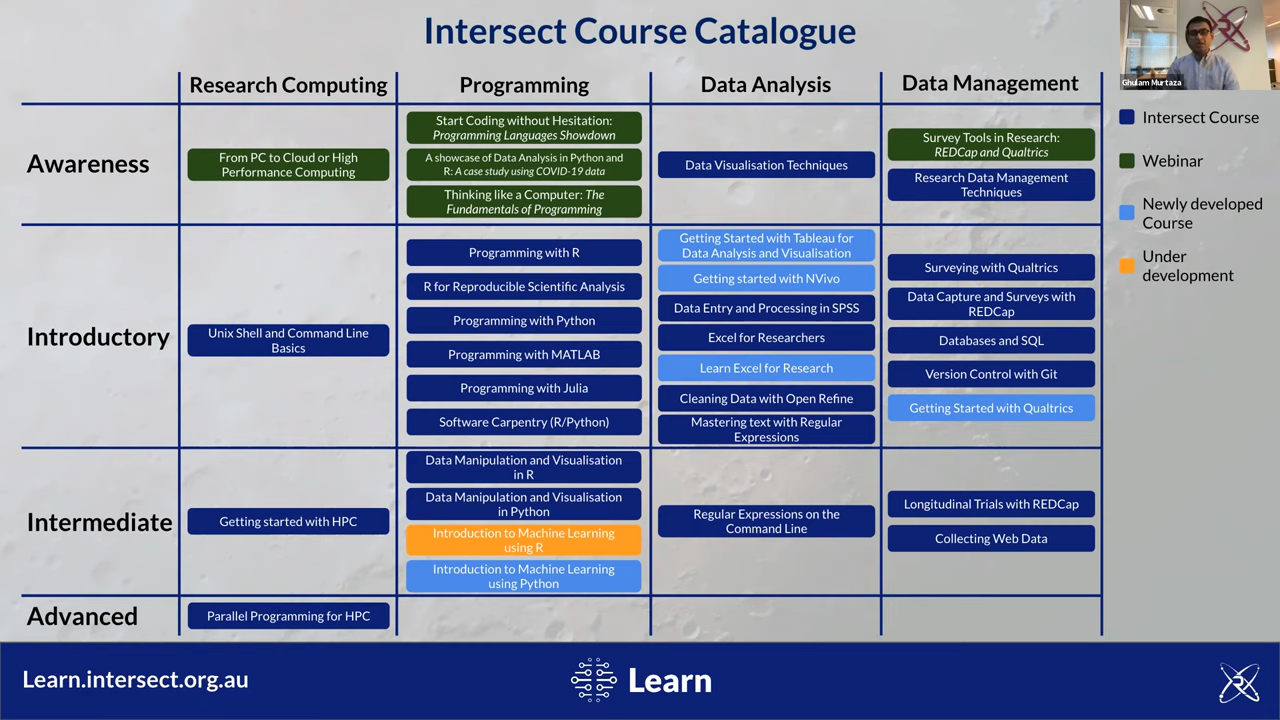 Intersect Course Catalogue
Ghulam Murtaza
Research Computing
Programming
Data Analysis
Data Management
Intersect Course
Webinar
Newly developed
Course
Under
development
Awareness
From PC to Cloud or High
Performance Computing
Start Coding without Hesitation:
Programming Languages Showdown
A showcase of Data Analysis in Python and
R: A case study using COVID-19 data
Thinking like a Computer: The
Fundamentals of Programming
Data Visualisation Techniques
Survey Tools in Research:
REDCap and Qualtrics
Research Data Management
Techniques
Introductory
Unix Shell and Command Line
Basics
Programming with R
R for Reproducible Scientific Analysis
Programming with Python
Programming with MATLAB
Programming with Julia
Software Carpentry (R/Python)
Getting Started with Tableau for
Data Analysis and Visualisation
Getting started with NVivo
Data Entry and Processing in SPSS
Excel for Researchers
Learn Excel for Research
Cleaning Data with Open Refine
Mastering text with Regular
Expressions
Surveying with Qualtrics
Data Capture and Surveys with
REDCap
Databases and SQL
Version Control with Git
Getting Started with Qualtrics
Intermediate
Getting started with HPC
Data Manipulation and Visualisation
in R
Data Manipulation and Visualisation
in Python
Introduction to Machine Learning
using R
Introduction to Machine Learning
using Python
Regular Expressions on the
Command Line
Longitudinal Trials with REDCap
Collecting Web Data
Advanced
Parallel Programming for HPC
Learn.intersect.org.au
Learn